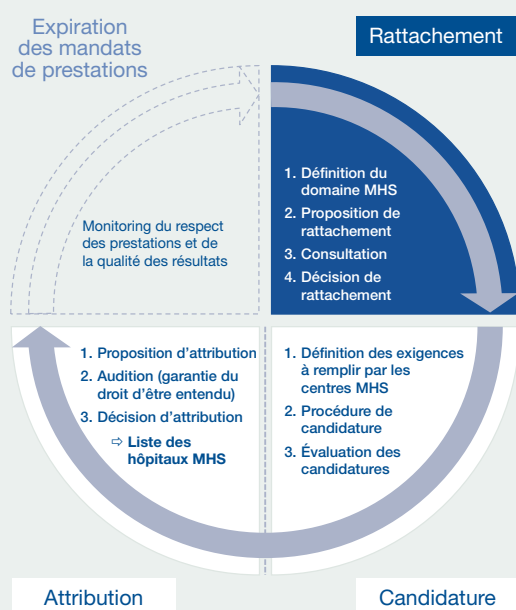 Expiration
des mandats
de prestations
Rattachement
1. Définition du
domaine MHS
2. Proposition de
rattachement
3. Consultation
4. Décision de
rattachement
Monitoring du respect
des prestations et de
la qualité des résultats
1. Proposition d’attribution
2. Audition (garantie du
droit d’être entendu)
3. Décision d’attribution
⇨ Liste des
hôpitaux MHS
1. Définition des exigences
à remplir par les
centres MHS
2. Procédure de
candidature
3. Évaluation des
candidatures
Attribution
Candidature